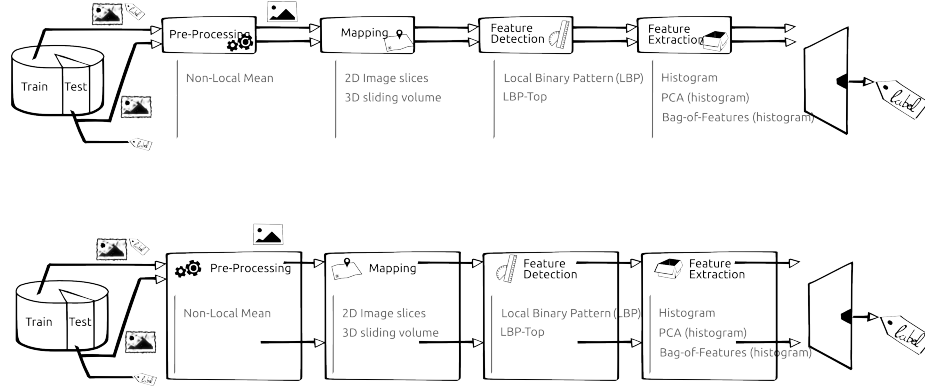 Pre-Processing
Mapping
Feature
Detection
Feature
Extraction
Train
Test
Non-Local Mean
2D Image slices
3D sliding volume
Local Binary Pattern (LBP)
LBP-Top
Histogram
PCA (histogram)
Bag-of-Features (histogram)
label
Pre-Processing
Mapping
Feature
Detection
Feature
Extraction
Train
Test
Non-Local Mean
2D Image slices
3D sliding volume
Local Binary Pattern (LBP)
LBP-Top
Histogram
PCA (histogram)
Bag-of-Features (histogram)
label